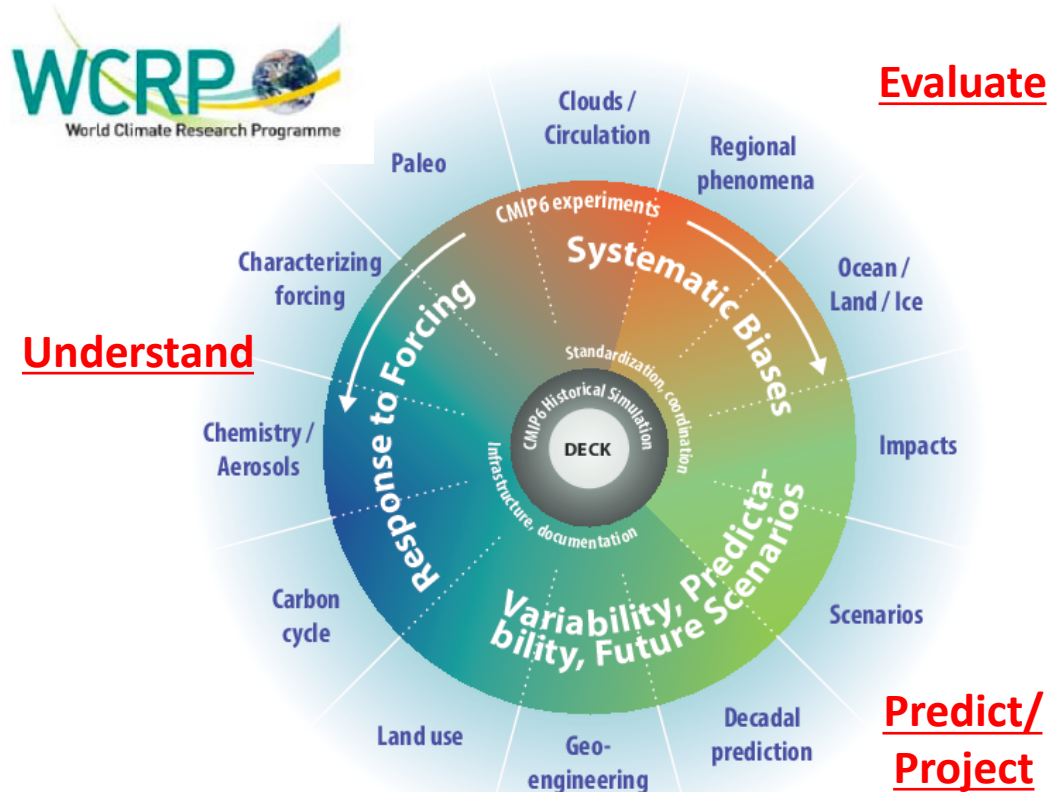 WCRP
World Climate Research Programme
Evaluate
Understand
Predict/
Project
Clouds /
Circulation
Regional
phenomena
Ocean /
Land / Ice
Impacts
Scenarios
Decadal
prediction
Geo-
engineering
Land use
Carbon
cycle
Chemistry /
Aerosols
Characterizing
forcing
Paleo
CMIP6 experiments
Systematic Biases
Response to Forcing
Variability, Predicta-
bility, Future Scenarios
Standardization, coordination
Infrastructure, documentation
CMIP6 Historical Simulation
DECK